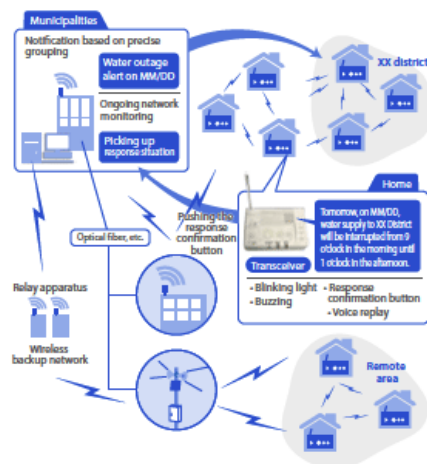 Municipalities
Notification based on precise
grouping
Water outage
alert on MM/DD
Ongoing network
monitoring
Picking up
response situation
XX district
Home
Tomorrow, on MM/DD,
water supply to XX District
will be interrupted from 9
o'clock in the morning until
1 o'clock in the afternoon.
Transceiver
• Blinking light
• Buzzing
• Response
confirmation button
• Voice replay
Pushing the
response
confirmation
button
Optical fiber, etc.
Relay apparatus
Wireless
backup network
Remote
area